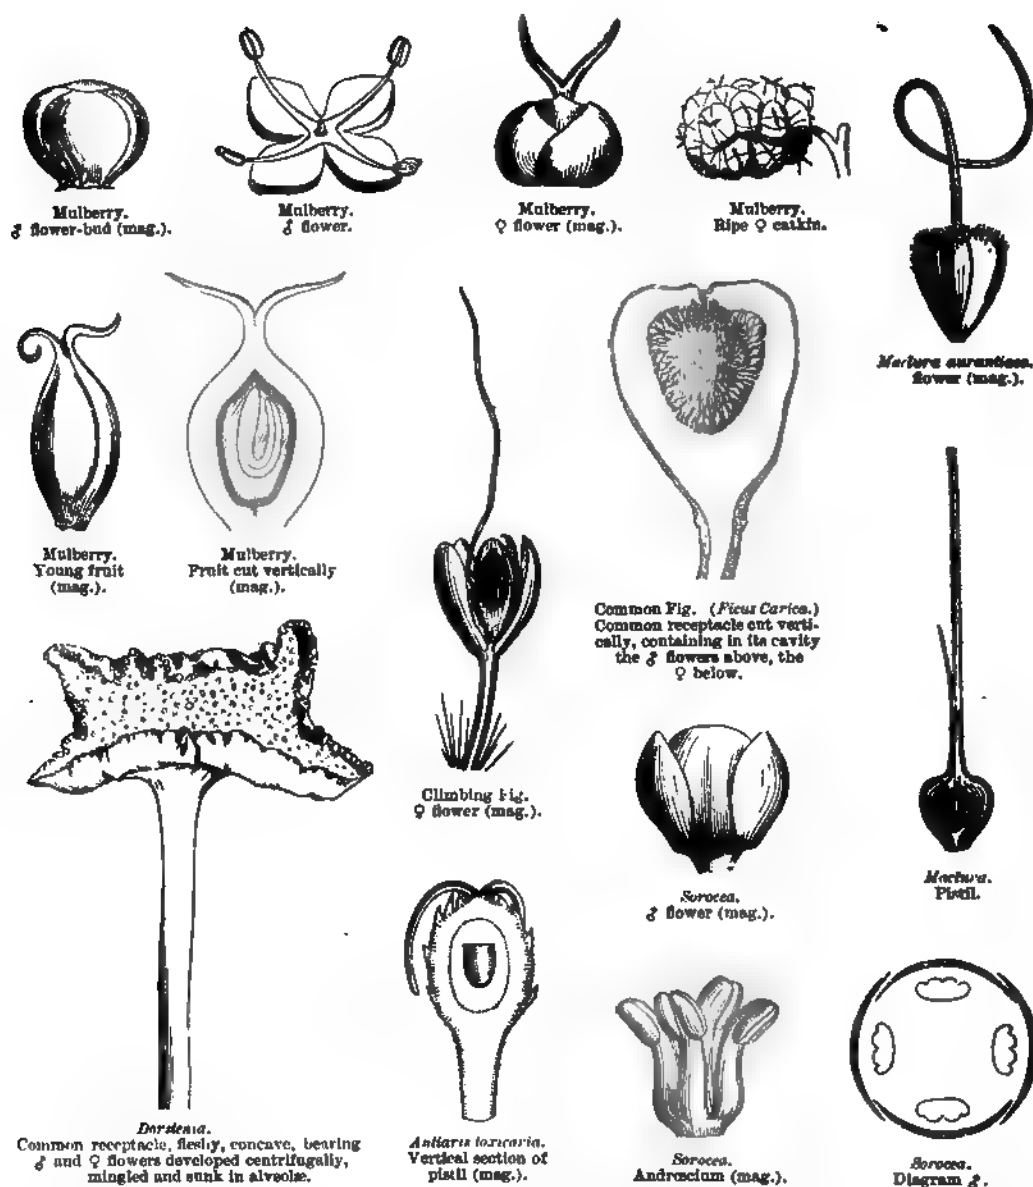 Mulberry.
♂ flower-bud (mag.).
Mulberry.
♂ flower.
Mulberry.
♀ flower (mag.).
Mulberry.
Ripe ♀ catkin.
Maclura aurantiaca.
flower (mag.).
Mulberry.
Young fruit
(mag.).
Mulberry.
Fruit cut vertically
(mag.).
Common Fig. (Ficus Carica.)
Common receptacle cut verti-
cally, containing in its cavity
the ♂ flowers above, the
♀ below.
Climbing Fig.
♀ flower (mag.).
Sorocea.
♂ flower (mag.).
Maclura.
Pistil.
Dorstenia.
Common receptacle, fleshy, concave, bearing
♂ and ♀ flowers developed centrifugally,
mingled and sunk in alveolæ.
Antiaris toxicaria.
Vertical section of
pistil (mag.).
Sorocea.
Andrœcium (mag.).
Sorocea.
Diagram ♂.